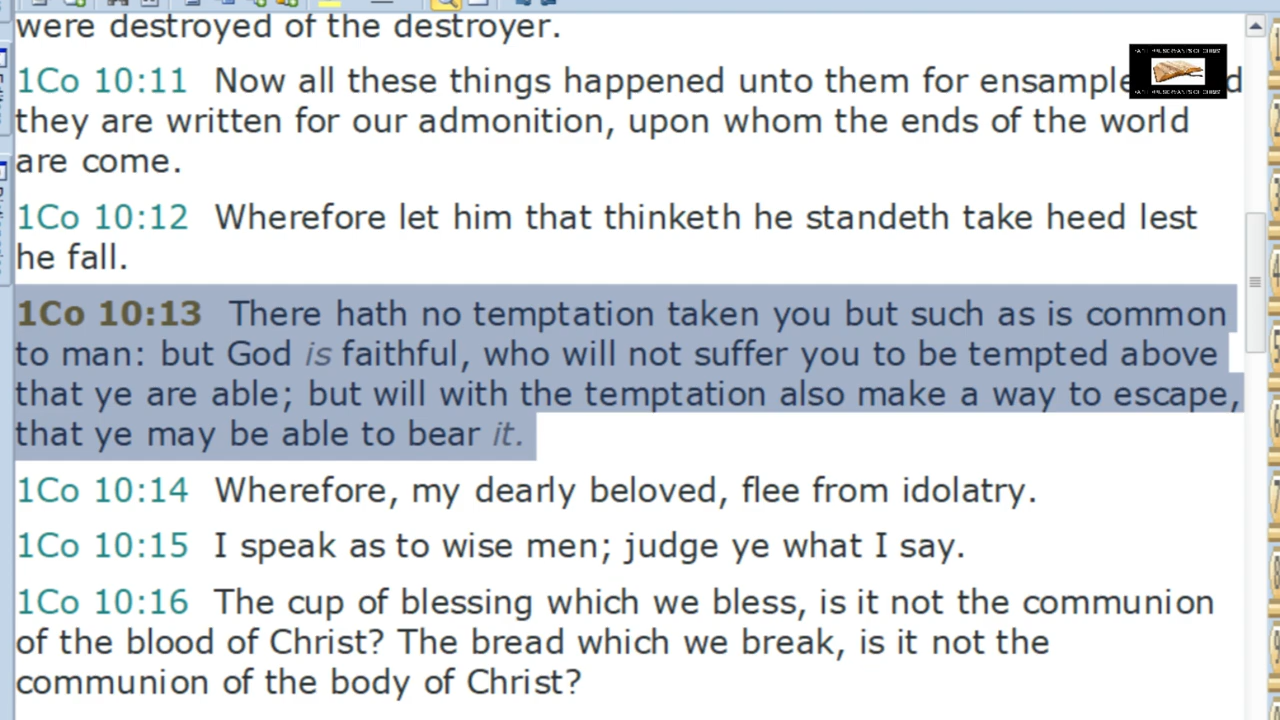 were destroyed of the destroyer.
1Co 10:11 Now all these things happened unto them for
they are written for our admonition, upon whom the ends of the world
are come.
1Co 10:12 Wherefore let him that thinketh he standeth take heed lest
he fall.
1Co 10:13 There hath no temptation taken you but such as is common
to man: but God is faithful, who will not suffer you to be tempted above
that ye are able; but will with the temptation also make a way to escape,
that ye may be able to bear it.
1Co 10:14 Wherefore, my dearly beloved, flee from idolatry.
1Co 10:15 I speak as to wise men; judge ye what I say.
1Co 10:16 The cup of blessing which we bless, is it not the communion
of the blood of Christ? The bread which we break, is it not the
communion of the body of Christ?